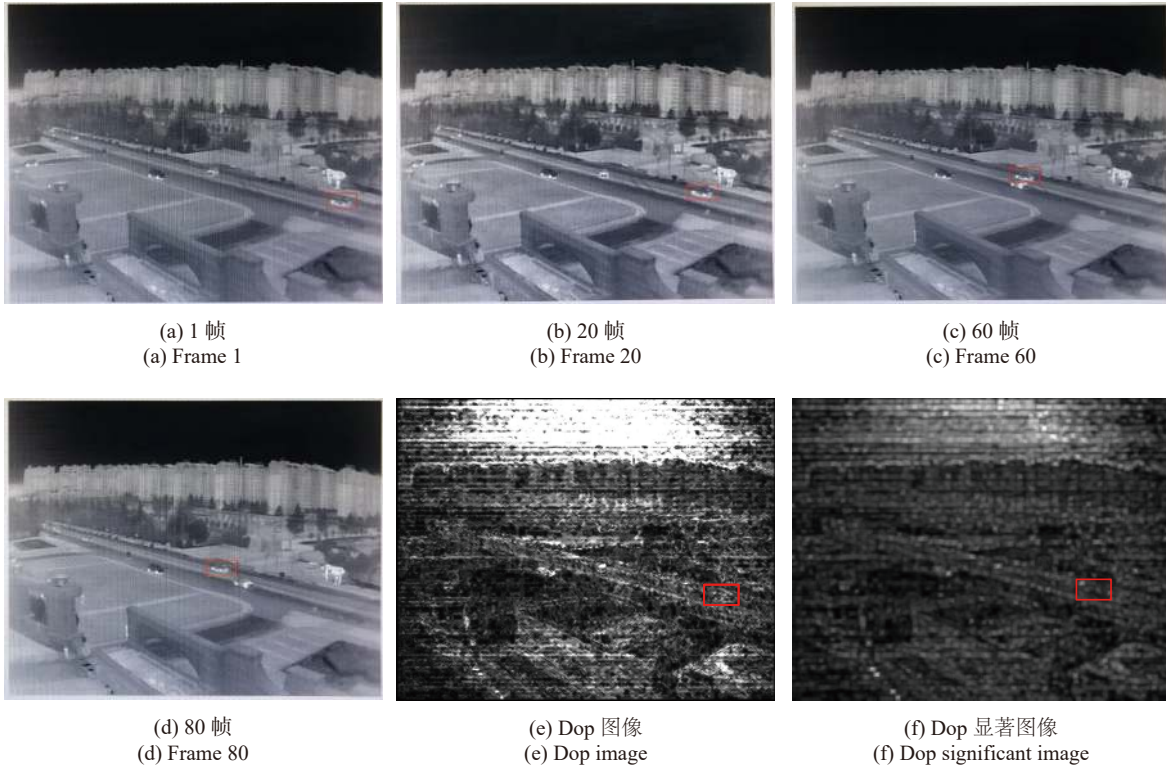 (a) 1 帧
(a) Frame 1
(b) 20 帧
(b) Frame 20
(c) 60 帧
(c) Frame 60
(d) 80 帧
(d) Frame 80
(e) Dop 图像
(e) Dop image
(f) Dop 显著图像
(f) Dop significant image